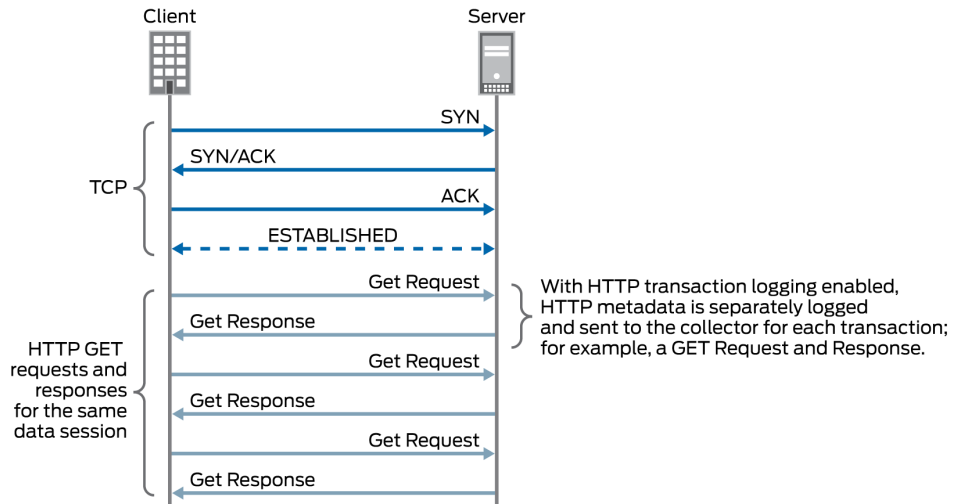 Client
Server
SYN
SYN/ACK
TCP
ACK
ESTABLISHED
Get Request
With HTTP transaction logging enabled,
HTTP metadata is separately logged
and sent to the collector for each transaction;
for example, a GET Request and Response.
Get Response
HTTP GET
requests and
responses
for the same
data session
Get Request
Get Response
Get Request
Get Response